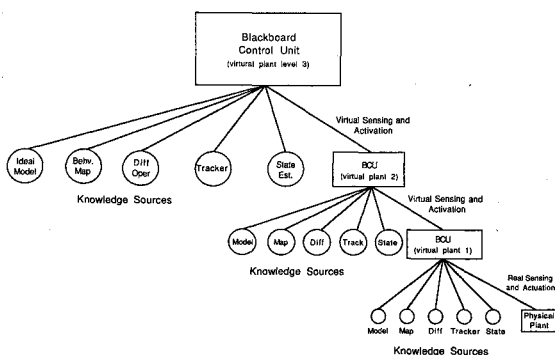 Blackboard
Control Unit
(virtural plant level 3)
Virtual Sensing and
Activation
Ideal
Model
Behv.
Map
Diff
Oper
Tracker
State
Est.
BCU
(virtual plant 2)
Knowledge Sources
Virtual Sensing and
Activation
Model
Map
Diff
Track
State
BCU
(virtual plant 1)
Knowledge Sources
Real Sensing
and Actuation
Model
Map
Diff
Tracker
State
Physical
Plant
Knowledge Sources